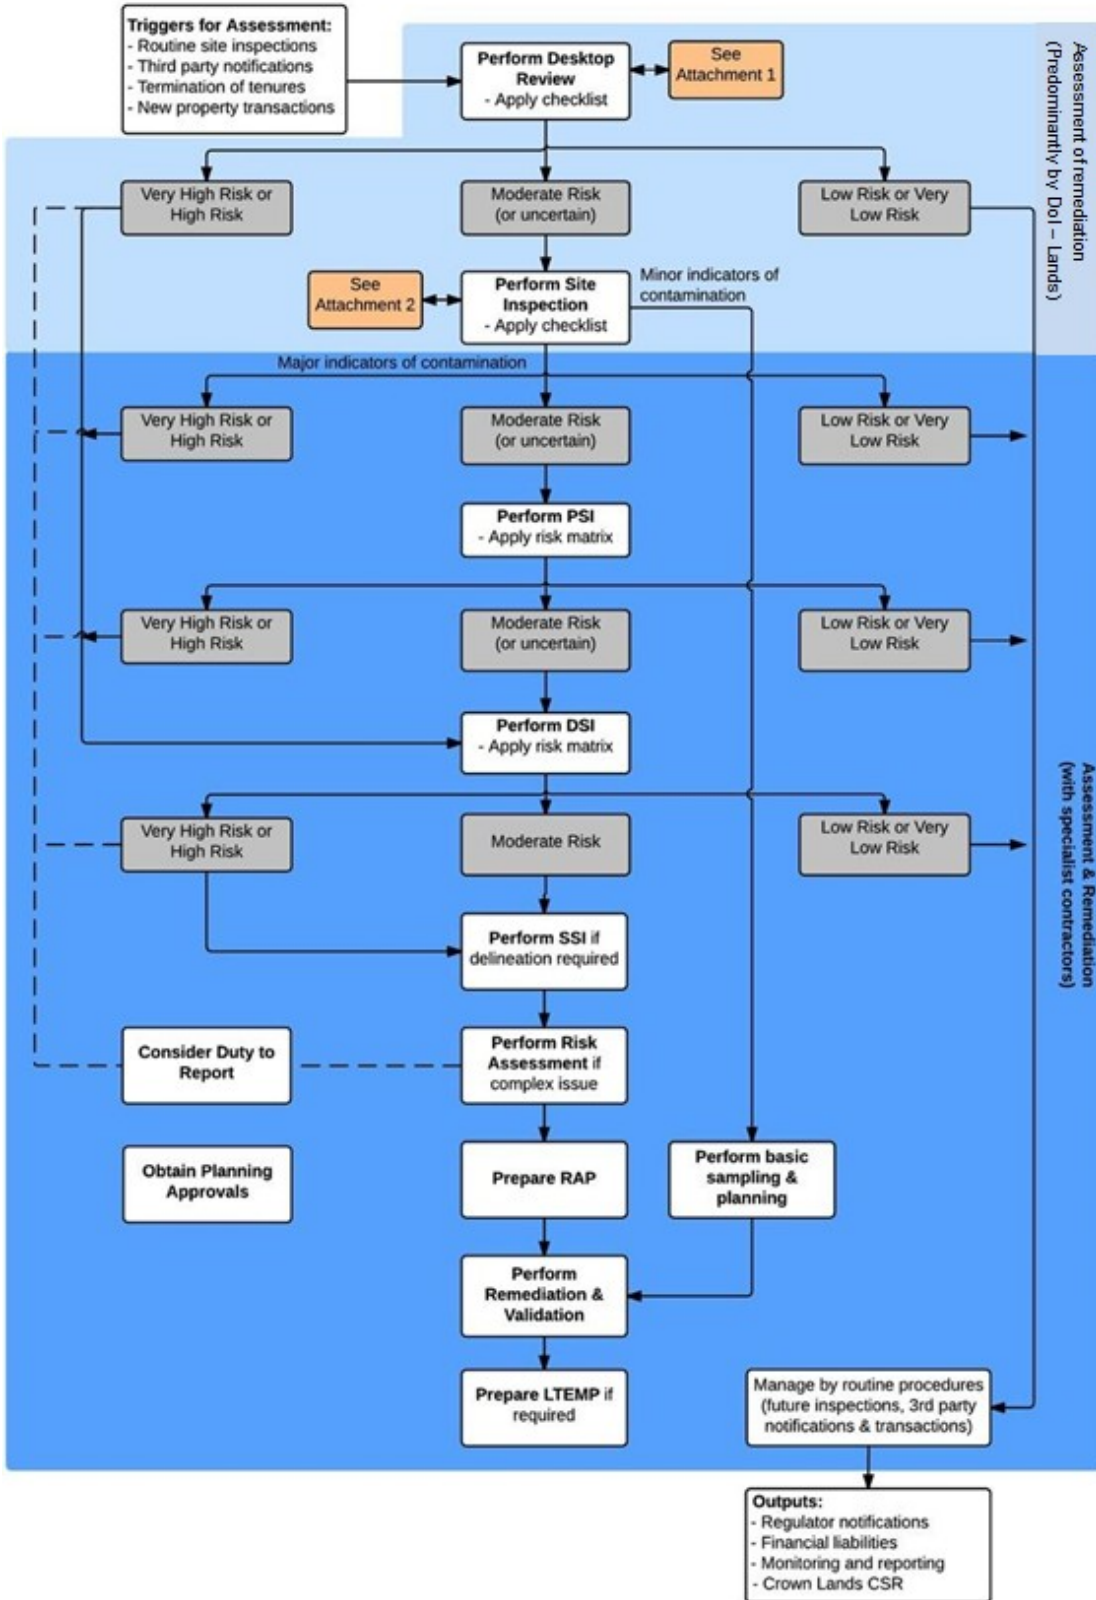 Triggers for Assessment:
- Routine site inspections
- Third party notifications
- Termination of tenures
- New property transactions
Perform Desktop
Review
- Apply checklist
See
Attachment 1
Assessment of remediation
(Predominantly by DoI – Lands)
Very High Risk or
High Risk
Moderate Risk
(or uncertain)
Low Risk or Very
Low Risk
See
Attachment 2
Perform Site
Inspection
- Apply checklist
Minor indicators of
contamination
Major indicators of contamination
Very High Risk or
High Risk
Moderate Risk
(or uncertain)
Low Risk or Very
Low Risk
Perform PSI
- Apply risk matrix
Very High Risk or
High Risk
Moderate Risk
(or uncertain)
Low Risk or Very
Low Risk
Perform DSI
- Apply risk matrix
Assessment & Remediation
(with specialist contractors)
Very High Risk or
High Risk
Moderate Risk
Low Risk or Very
Low Risk
Perform SSI if
delineation required
Consider Duty to
Report
Perform Risk
Assessment if
complex issue
Obtain Planning
Approvals
Prepare RAP
Perform basic
sampling &
planning
Perform
Remediation &
Validation
Prepare LTEMP if
required
Manage by routine procedures
(future inspections, 3rd party
notifications & transactions)
Outputs:
- Regulator notifications
- Financial liabilities
- Monitoring and reporting
- Crown Lands CSR